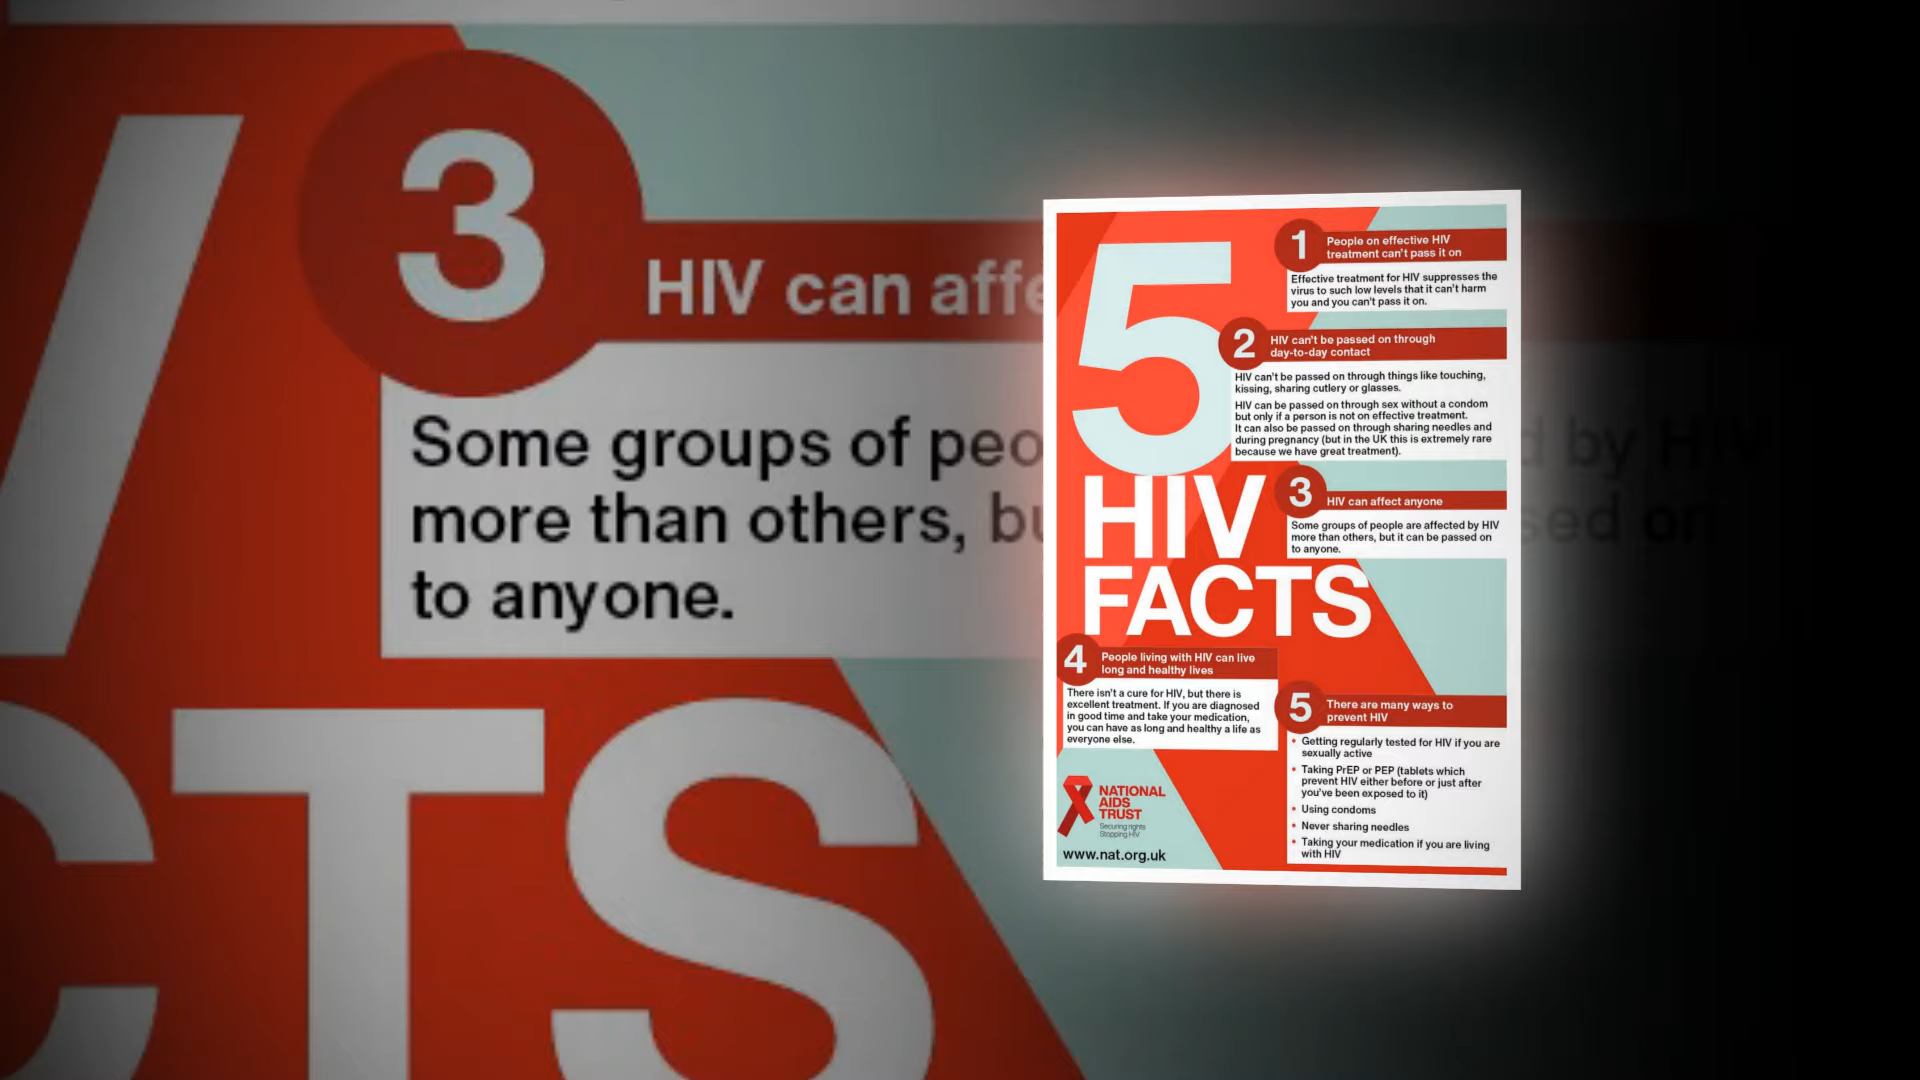 3
HIV can affe
Some groups of peo
more than others, bu
to anyone.
CTS
d by HIV
sed on
5
HIV
FACTS
1
People on effective HIV
treatment can't pass it on
Effective treatment for HIV suppresses the
virus to such low levels that it can't harm
you and you can't pass it on.
2
HIV can't be passed on through
day-to-day contact
HIV can't be passed on through things like touching,
kissing, sharing cutlery or glasses.
HIV can be passed on through sex without a condom
but only if a person is not on effective treatment.
It can also be passed on through sharing needles and
during pregnancy (but in the UK this is extremely rare
because we have great treatment).
3
HIV can affect anyone
Some groups of people are affected by HIV
more than others, but it can be passed on
to anyone.
4
People living with HIV can live
long and healthy lives
There isn't a cure for HIV, but there is
excellent treatment. If you are diagnosed
in good time and take your medication,
you can have as long and healthy a life as
everyone else.
5
There are many ways to
prevent HIV
• Getting regularly tested for HIV if you are
sexually active
• Taking PrEP or PEP (tablets which
prevent HIV either before or just after
you've been exposed to it)
• Using condoms
• Never sharing needles
• Taking your medication if you are living
with HIV
NATIONAL
AIDS
TRUST
Securing rights
Stopping HIV
www.nat.org.uk